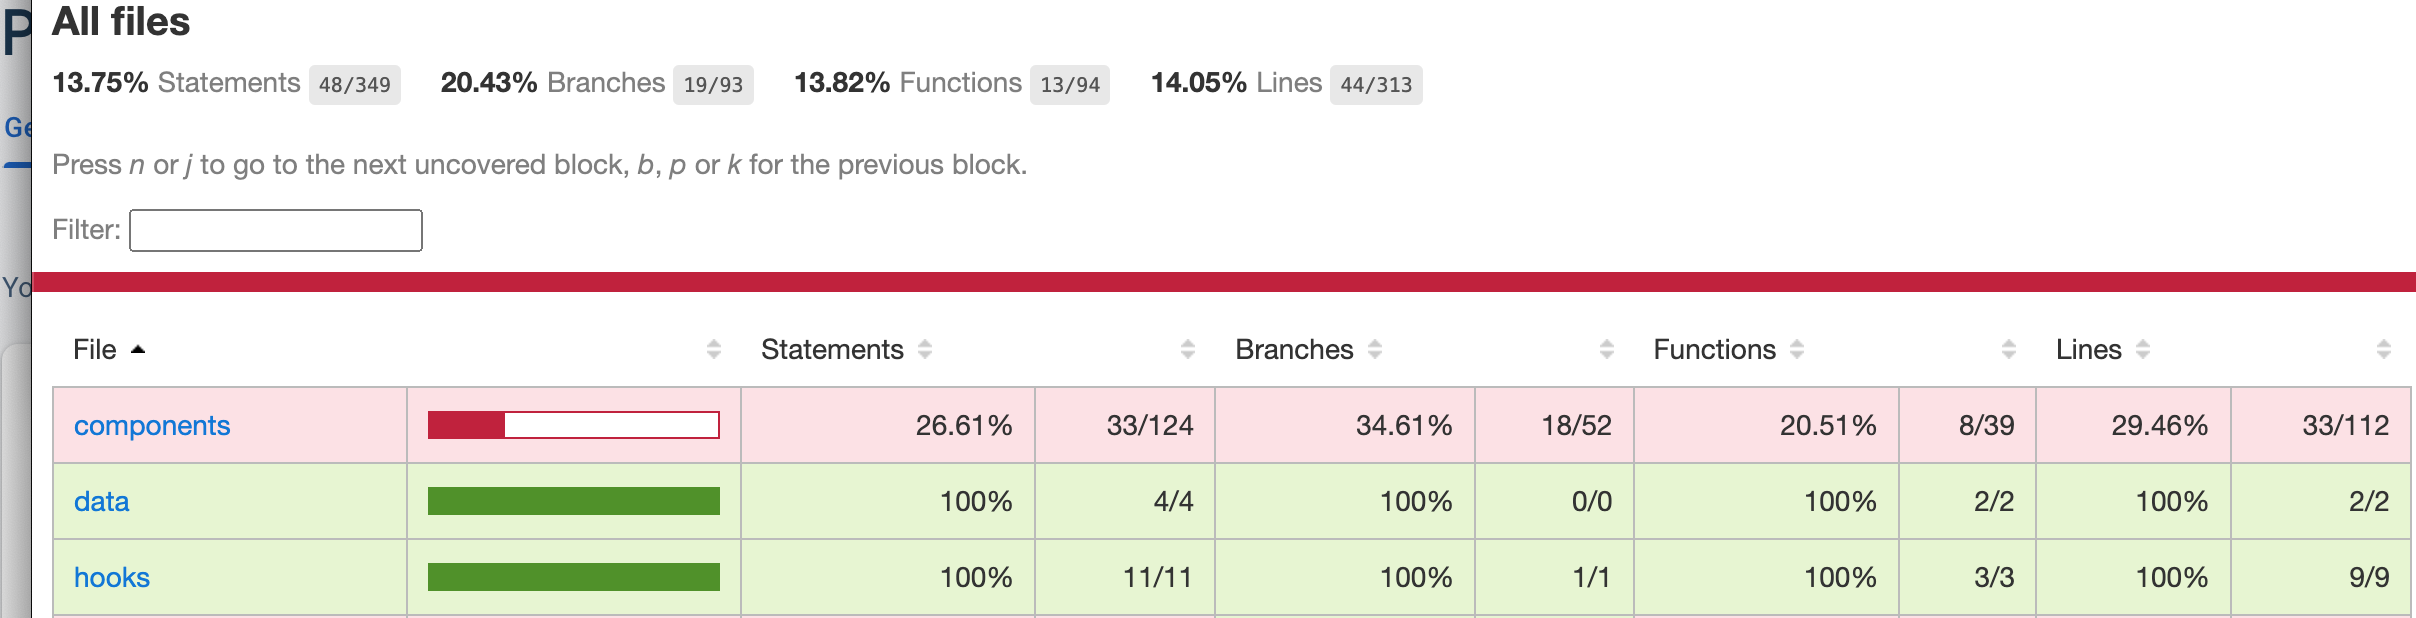 All files
13.75% Statements 48/349 20.43% Branches 19/93 13.82% Functions 13/94 14.05% Lines 44/313
Ge
Press n or j to go to the next uncovered block, b, p or k for the previous block.
Filter:
Yo
File Statements Branches Functions Lines
components 26.61% 33/124 34.61% 18/52 20.51% 8/39 29.46% 33/112
data 100% 4/4 100% 0/0 100% 2/2 100% 2/2
hooks 100% 11/11 100% 1/1 100% 3/3 100% 9/9